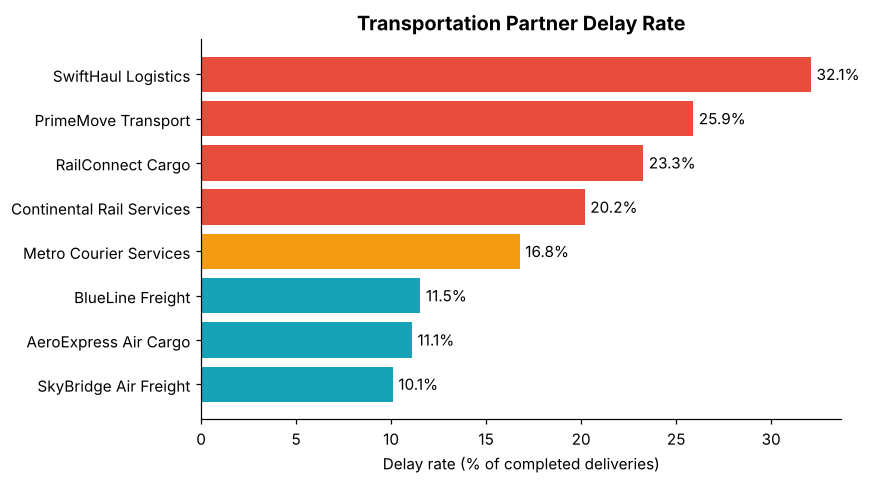 Transportation Partner Delay Rate
SwiftHaul Logistics 32.1%
PrimeMove Transport 25.9%
RailConnect Cargo 23.3%
Continental Rail Services 20.2%
Metro Courier Services 16.8%
BlueLine Freight 11.5%
AeroExpress Air Cargo 11.1%
SkyBridge Air Freight 10.1%
0 5 10 15 20 25 30
Delay rate (% of completed deliveries)